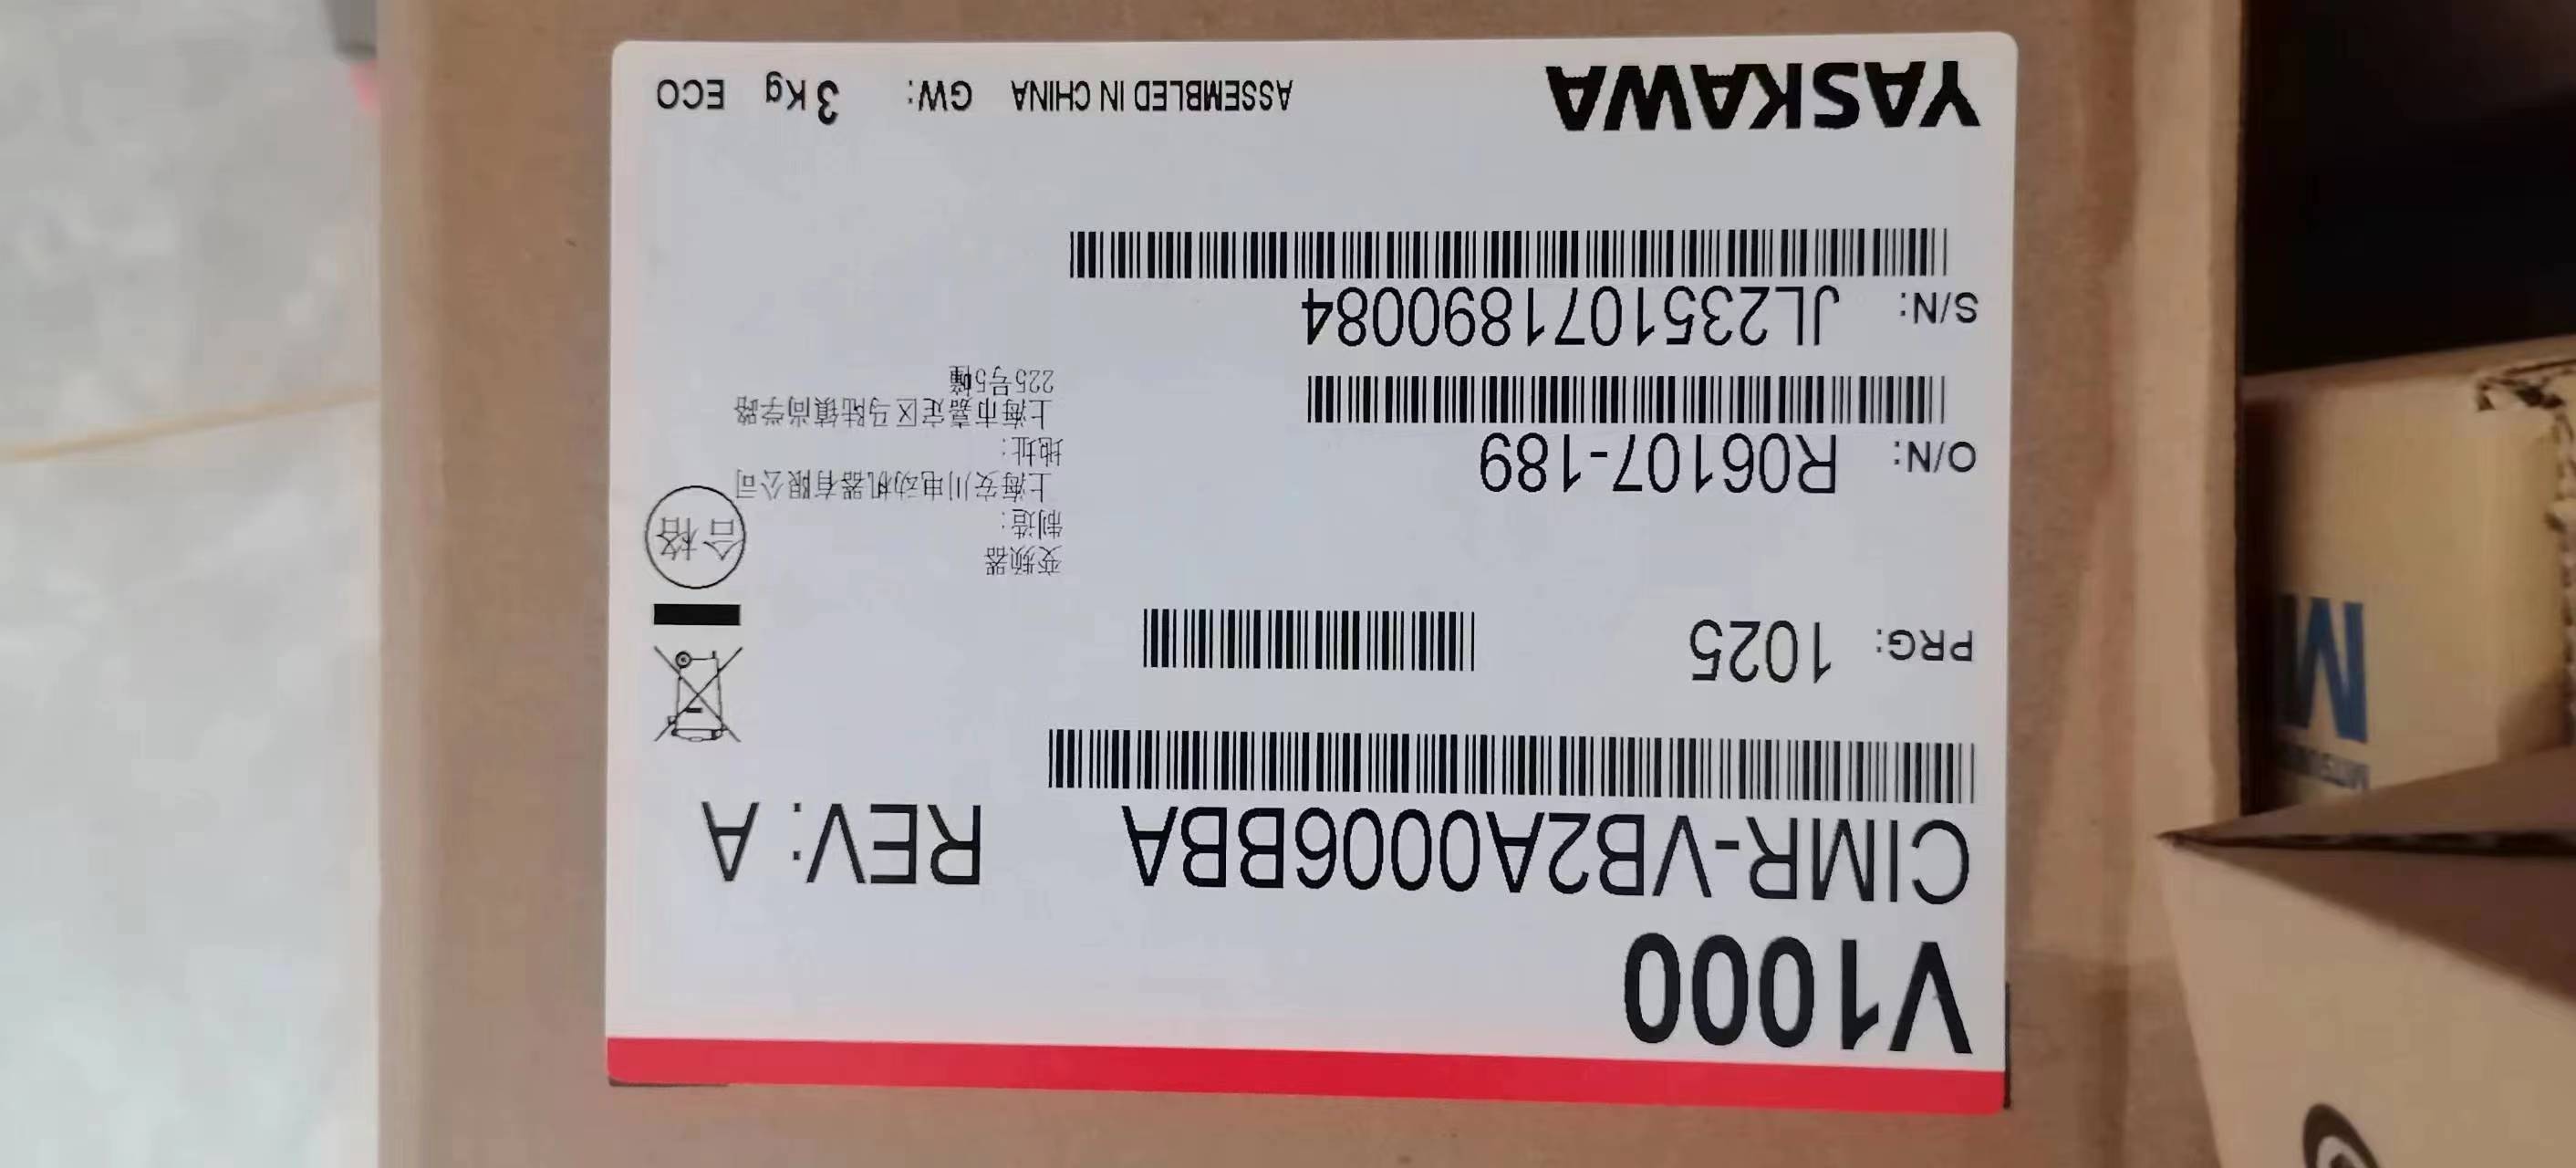 V1000
CIMR-VB2A0006BBA REV: A
PRG: 1025
变频器
制造:
上海安川电动机器有限公司
地址:
上海市嘉定区马陆镇尚学路
225号5幢
合格
O/N: R06107-189
S/N: JL2351071890084
YASKAWA ASSEMBLED IN CHINA GW: 3 Kg ECO